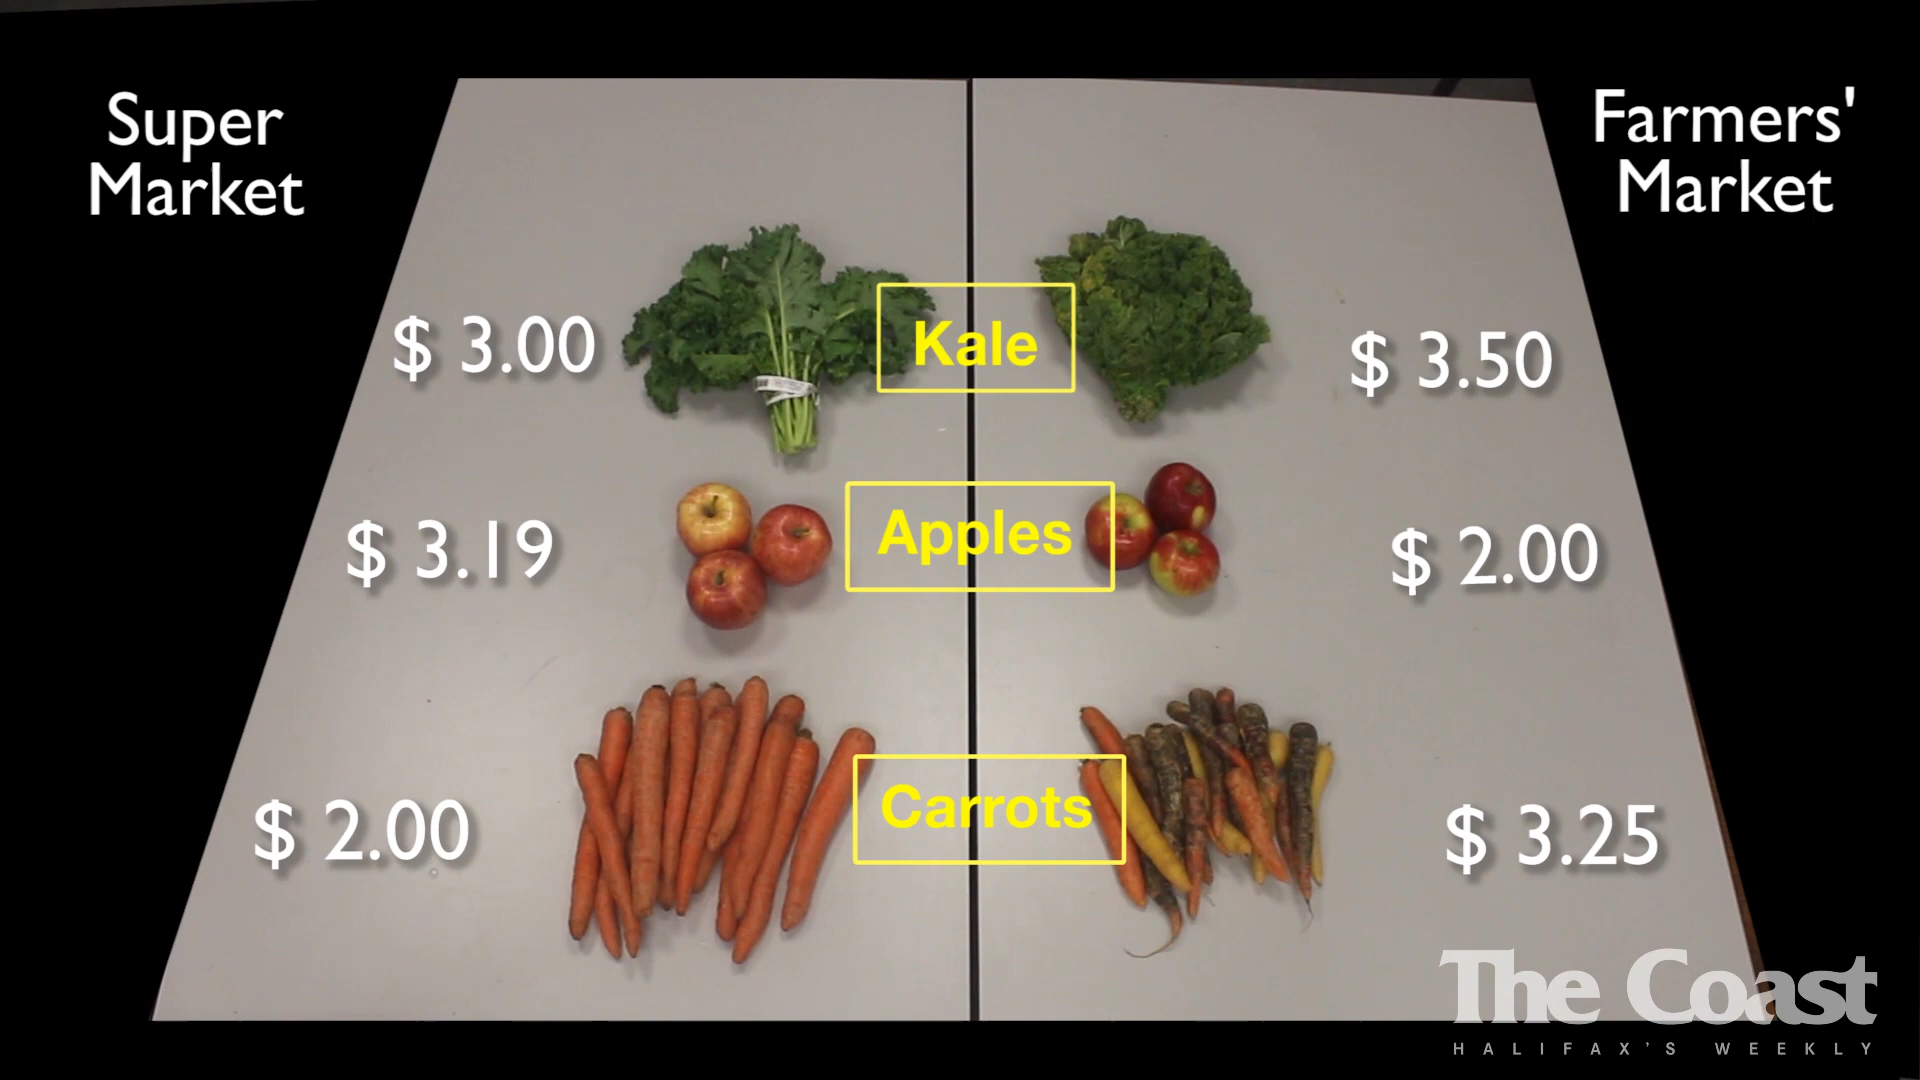 Super
Market
Farmers'
Market
$ 3.00
Kale
$ 3.50
$ 3.19
Apples
$ 2.00
$ 2.00
Carrots
$ 3.25
The Coast
HALIFAX'S WEEKLY